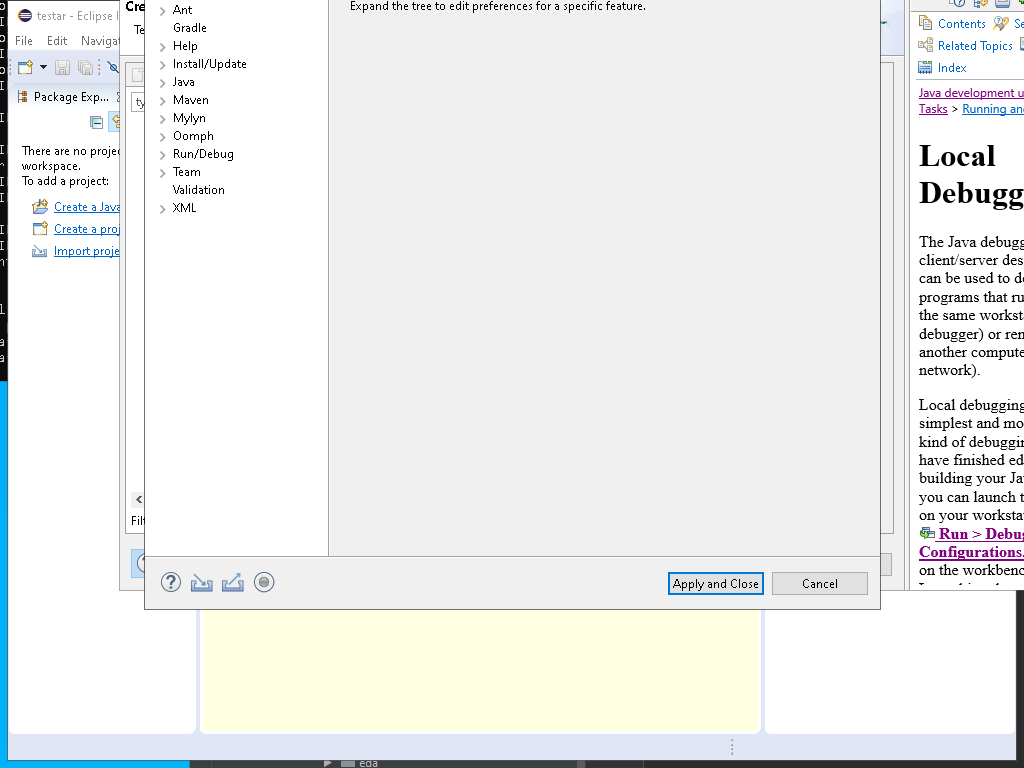 testar - Eclipse I
File Edit Navigat
Package Exp...
There are no projec
workspace.
To add a project:
Create a Java
Create a proj
Import proje
Cre
Te
ty
Filt
Ant
Gradle
Help
Install/Update
Java
Maven
Mylyn
Oomph
Run/Debug
Team
Validation
XML
Expand the tree to edit preferences for a specific feature.
Apply and Close
Cancel
Contents
Se
Related Topics
Index
Java development u
Tasks > Running and
Local
Debugg
The Java debugg
client/server des
can be used to de
programs that ru
the same worksta
debugger) or ren
another compute
network).
Local debugging
simplest and mo
kind of debuggin
have finished ed
building your Jav
you can launch t
on your workstat
Run > Debug
Configurations.
on the workbenc
eda